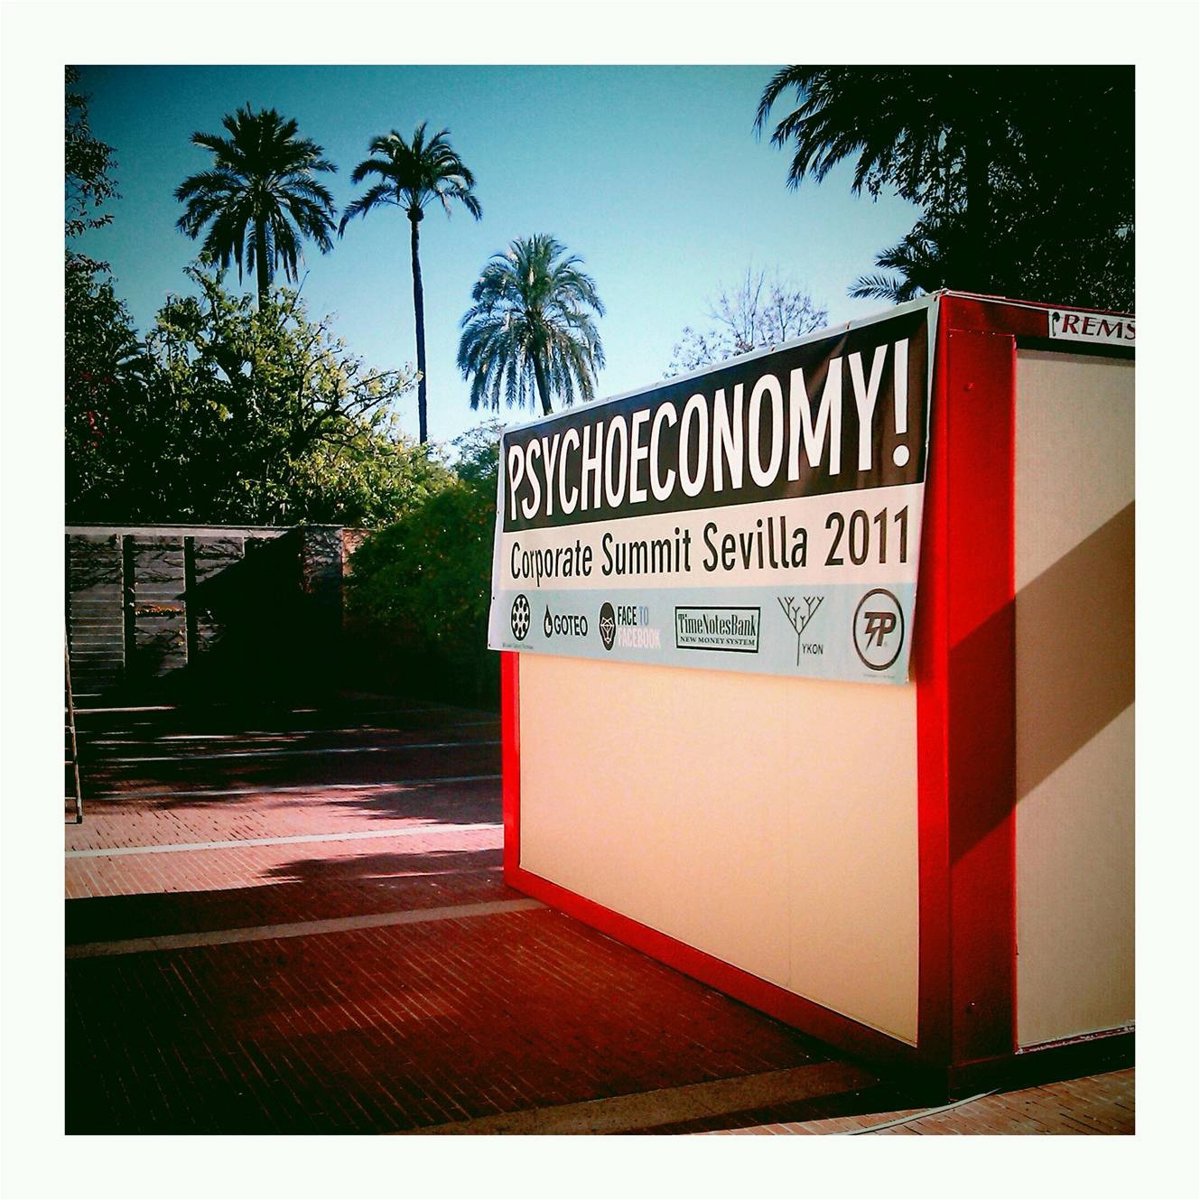 PSYCHOECONOMY!
Corporate Summit Sevilla 2011
GOTEO
FACE TO
FACEBOOK
TimeNotesBank
NEW MONEY SYSTEM
YKON
REMS